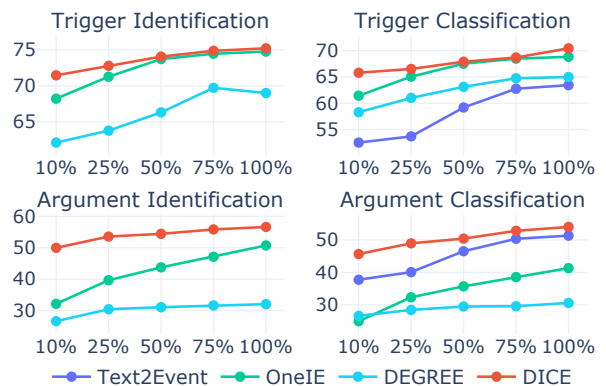 Trigger Identification
Trigger Classification
75
70
65
10% 25% 50% 75% 100%
70
65
60
55
10% 25% 50% 75% 100%
Argument Identification
Argument Classification
60
50
40
30
10% 25% 50% 75% 100%
50
40
30
10% 25% 50% 75% 100%
Text2Event OneIE DEGREE DICE